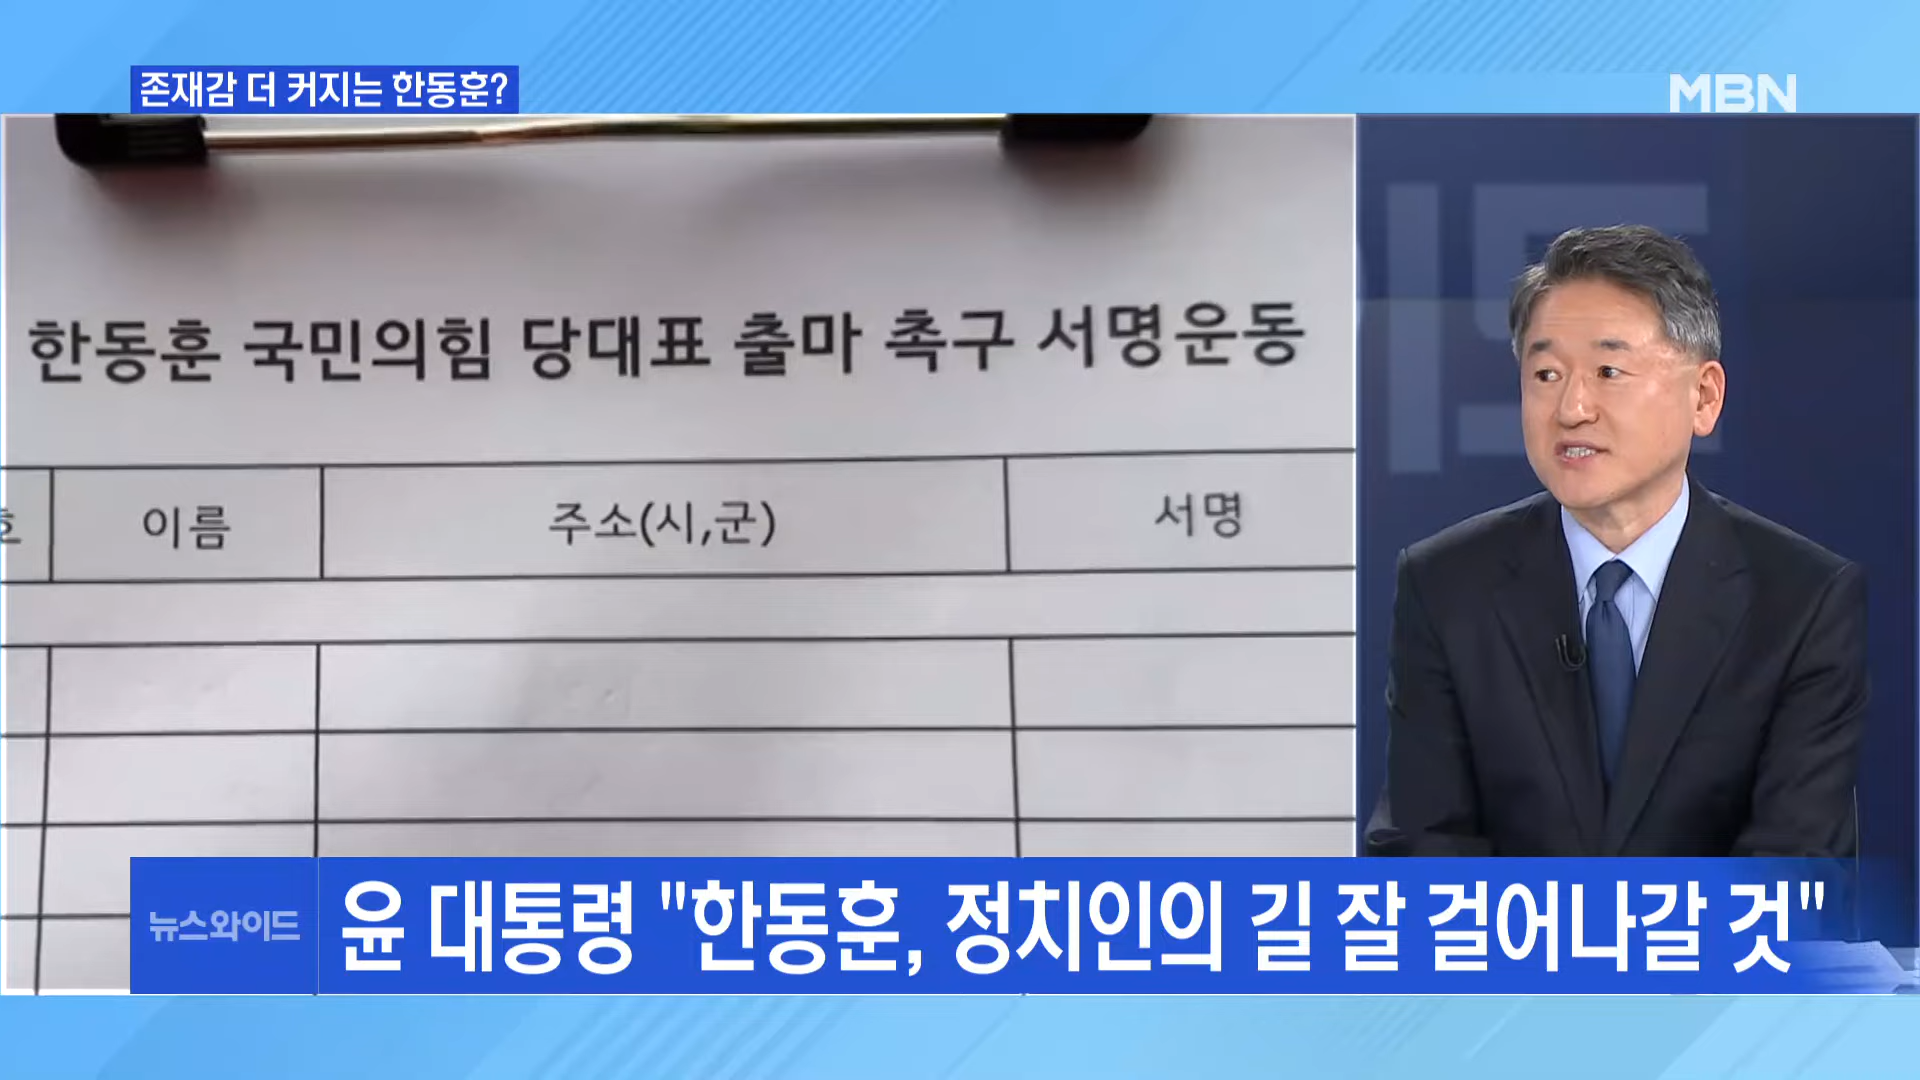 존재감 더 커지는 한동훈?
MBN
한동훈 국민의힘 당대표 출마 촉구 서명운동
이름 주소(시,군) 서명
뉴스와이드
윤 대통령 "한동훈, 정치인의 길 잘 걸어나갈 것"